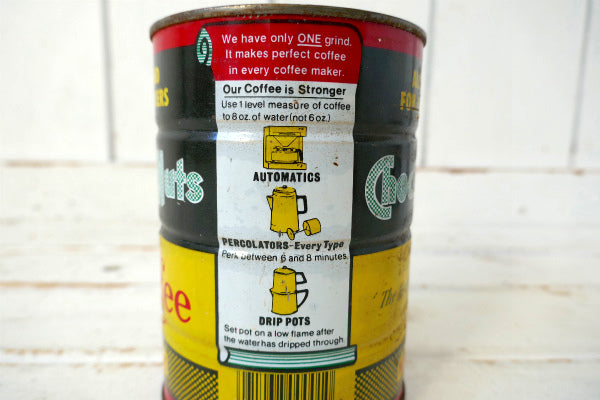 We have only ONE grind.
It makes perfect coffee
in every coffee maker.
Our Coffee is Stronger
Use 1 level measure of coffee
to 8 oz. of water (not 6 oz.)
AUTOMATICS
PERCOLATORS-Every Type
Perk between 6 and 8 minutes.
DRIP POTS
Set pot on a low flame after
the water has dripped through.